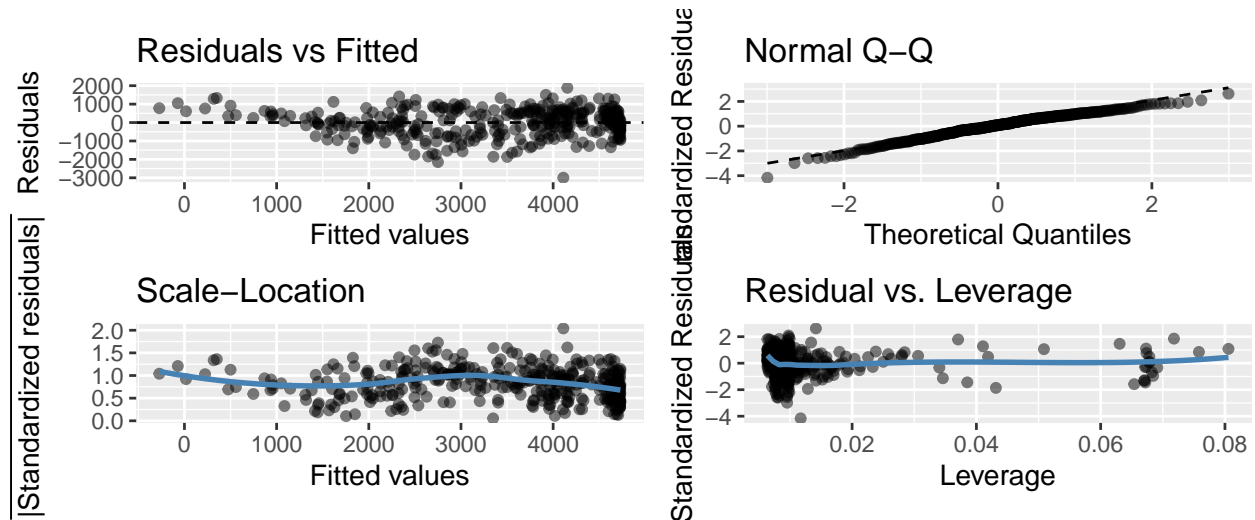 Residuals vs Fitted
Residuals
2000
1000
0
−1000
−2000
−3000
0 1000 2000 3000 4000
Fitted values
Normal Q−Q
2
0
−2
−4
−2 0 2
Theoretical Quantiles
Scale−Location
|Standardized residuals|
2.0
1.5
1.0
0.5
0.0
0 1000 2000 3000 4000
Fitted values
Residual vs. Leverage
2
0
−2
−4
0.02 0.04 0.06 0.08
Leverage